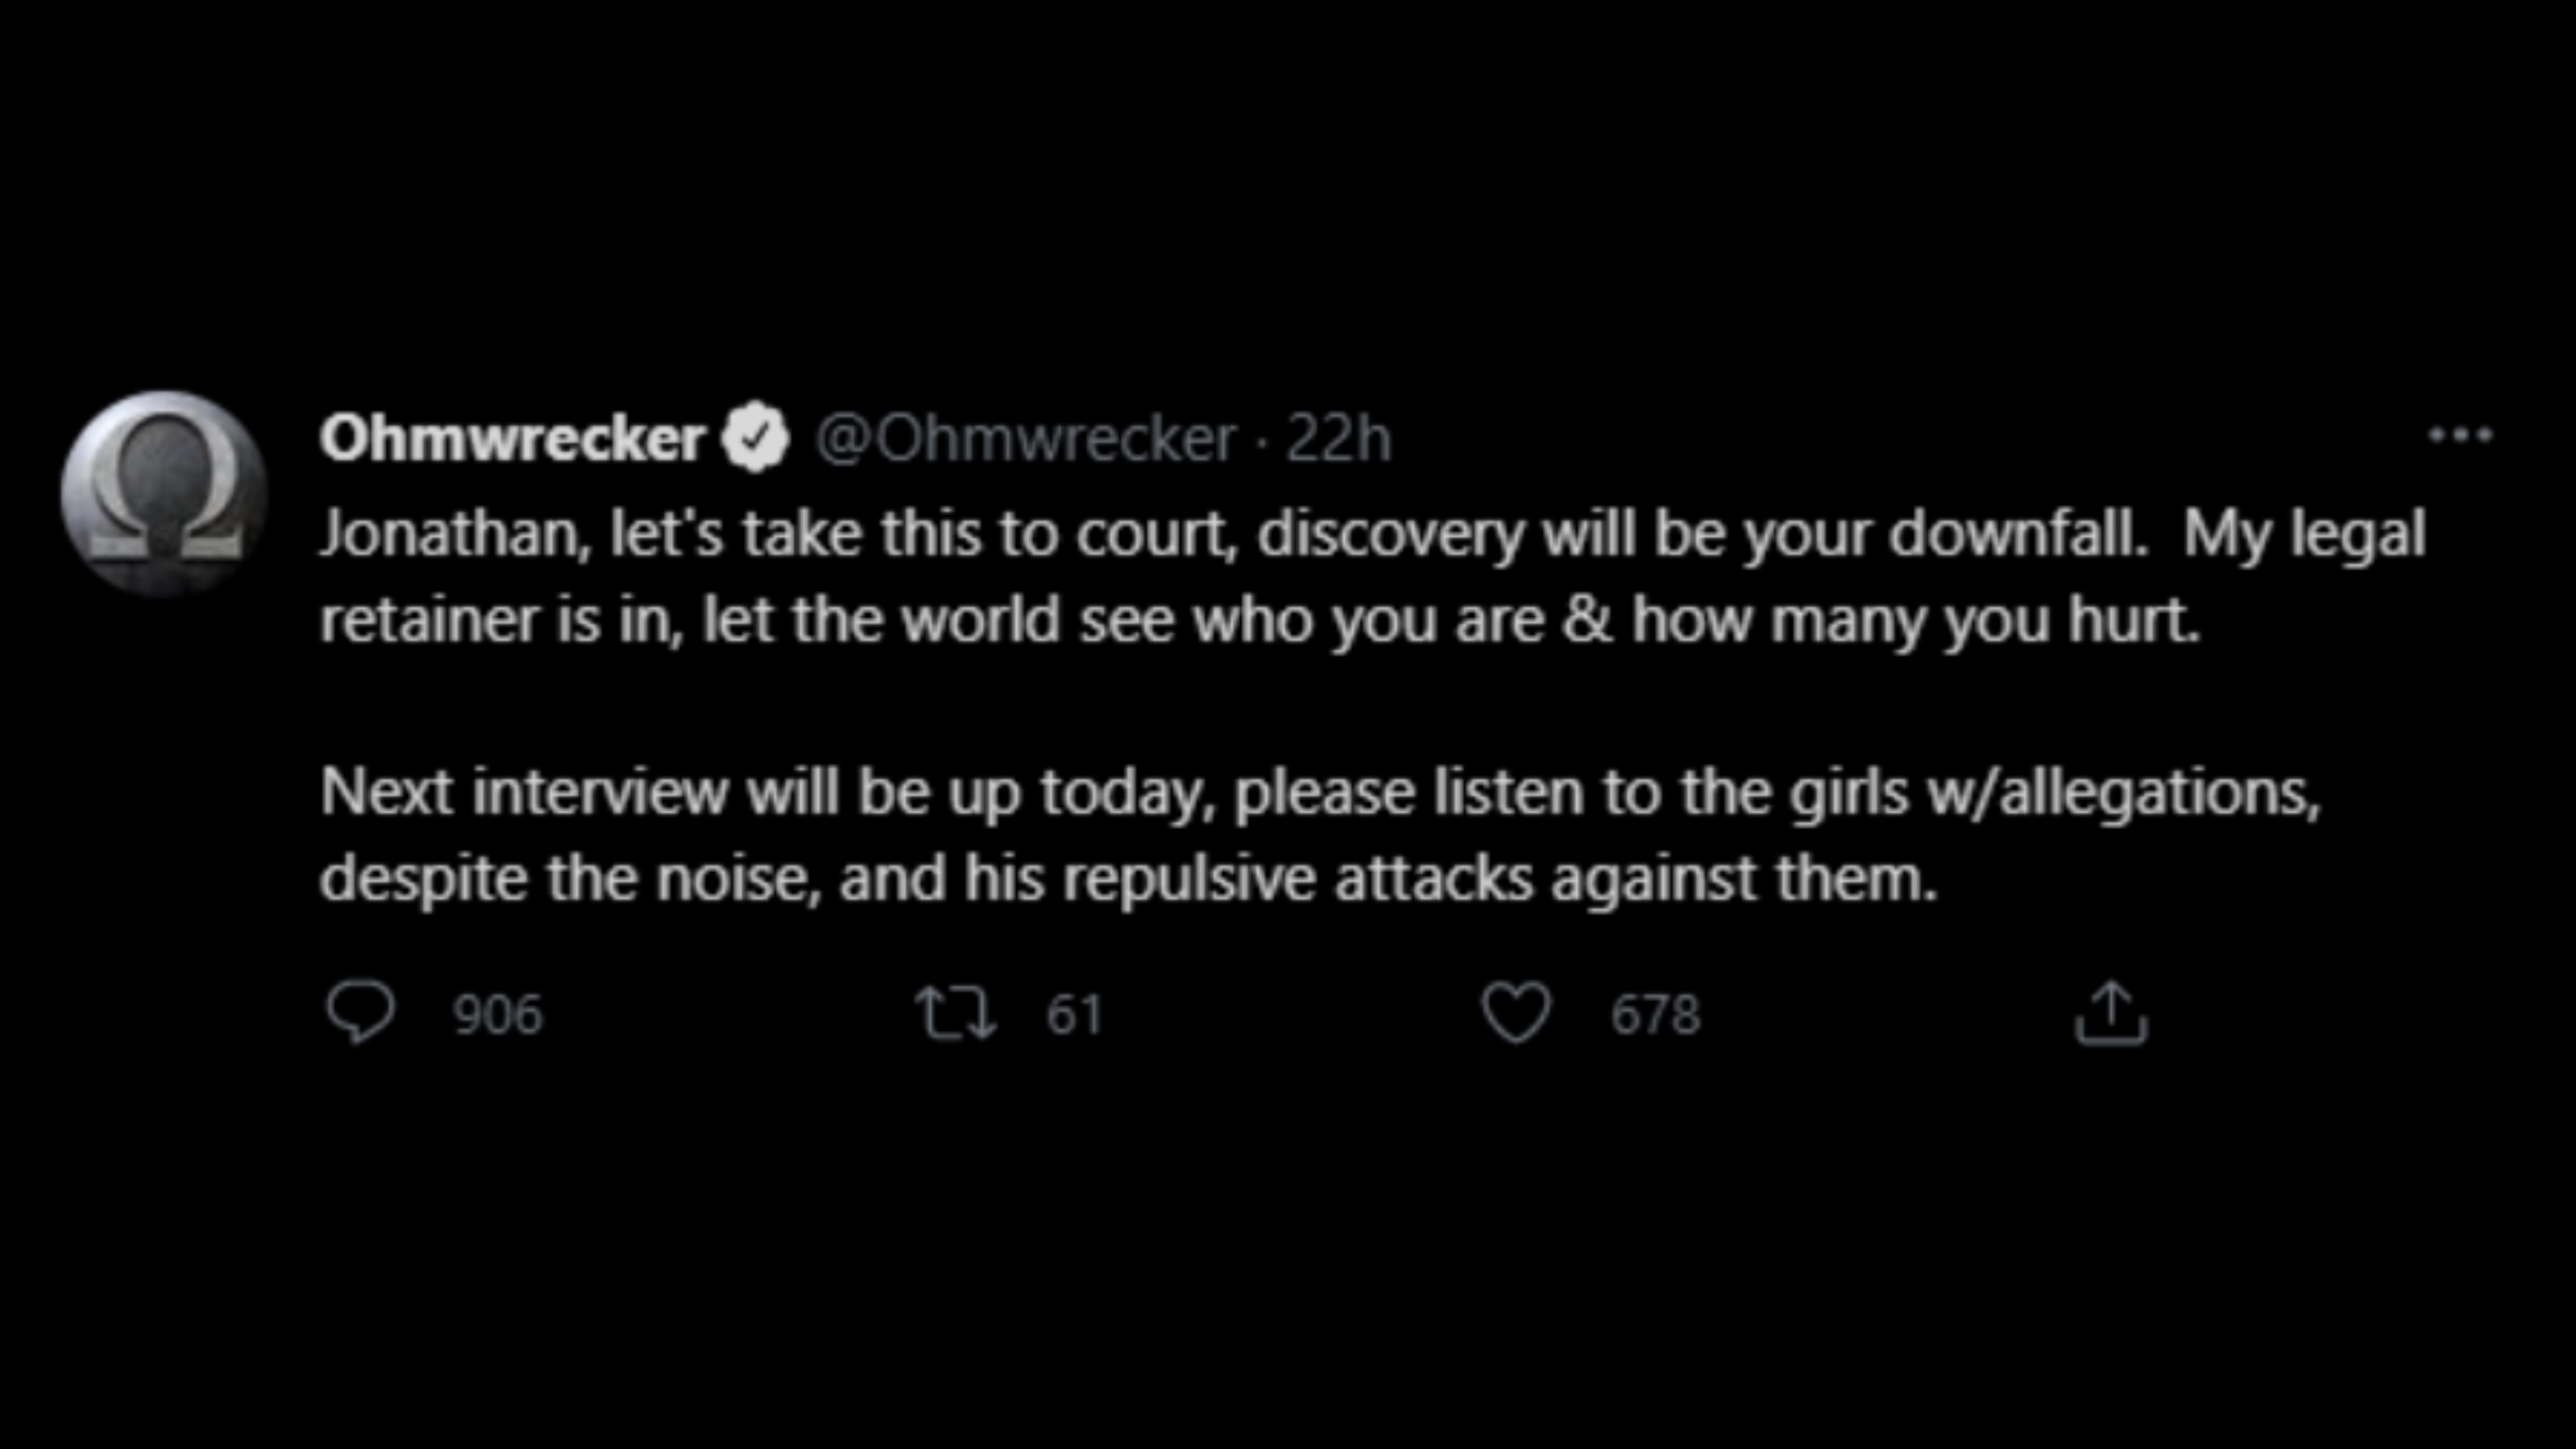 Ohmwrecker @Ohmwrecker · 22h
Jonathan, let's take this to court, discovery will be your downfall.  My legal
retainer is in, let the world see who you are & how many you hurt.
Next interview will be up today, please listen to the girls w/allegations,
despite the noise, and his repulsive attacks against them.
906 61 678